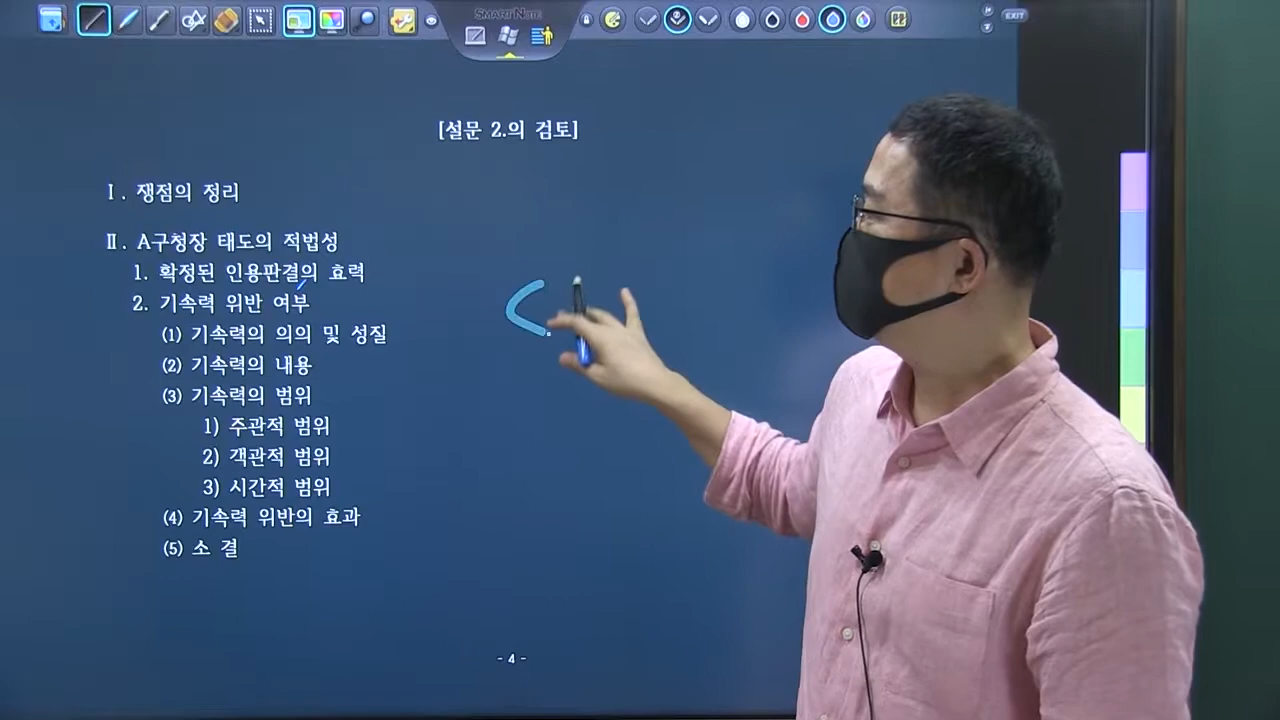 SMARTNOTE
EXIT
[설문 2.의 검토]
Ⅰ. 쟁점의 정리
Ⅱ. A구청장 태도의 적법성
1. 확정된 인용판결의 효력
2. 기속력 위반 여부
(1) 기속력의 의의 및 성질
(2) 기속력의 내용
(3) 기속력의 범위
1) 주관적 범위
2) 객관적 범위
3) 시간적 범위
(4) 기속력 위반의 효과
(5) 소 결
- 4 -